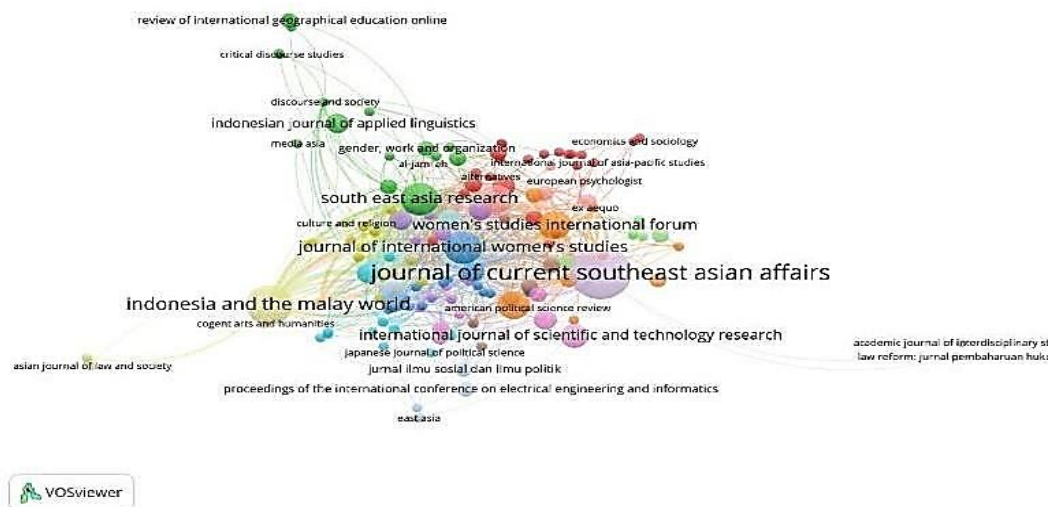 review of international geographical education online
critical discourse studies
discourse and society
indonesian journal of applied linguistics
economics and sociology
media asia
gender, work and organization
al-jami'ah
international journal of asia-pacific studies
alternatives
european psychologist
south east asia research
ex aequo
culture and religion
women's studies international forum
journal of international women's studies
journal of current southeast asian affairs
indonesia and the malay world
american political science review
cogent arts and humanities
international journal of scientific and technology research
academic journal of interdisciplinary st
japanese journal of political science
law reform: jurnal pembaharuan huku
asian journal of law and society
jurnal ilmu sosial dan ilmu politik
proceedings of the international conference on electrical engineering and informatics
east asia
VOSviewer